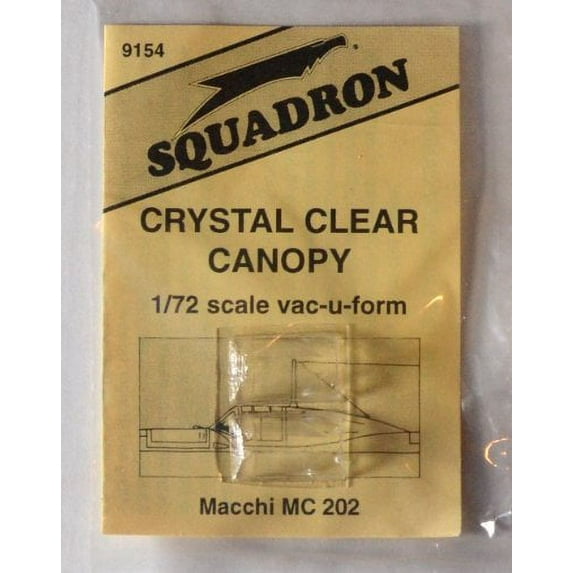 9154
SQUADRON
CRYSTAL CLEAR
CANOPY
1/72 scale vac-u-form
Macchi MC 202